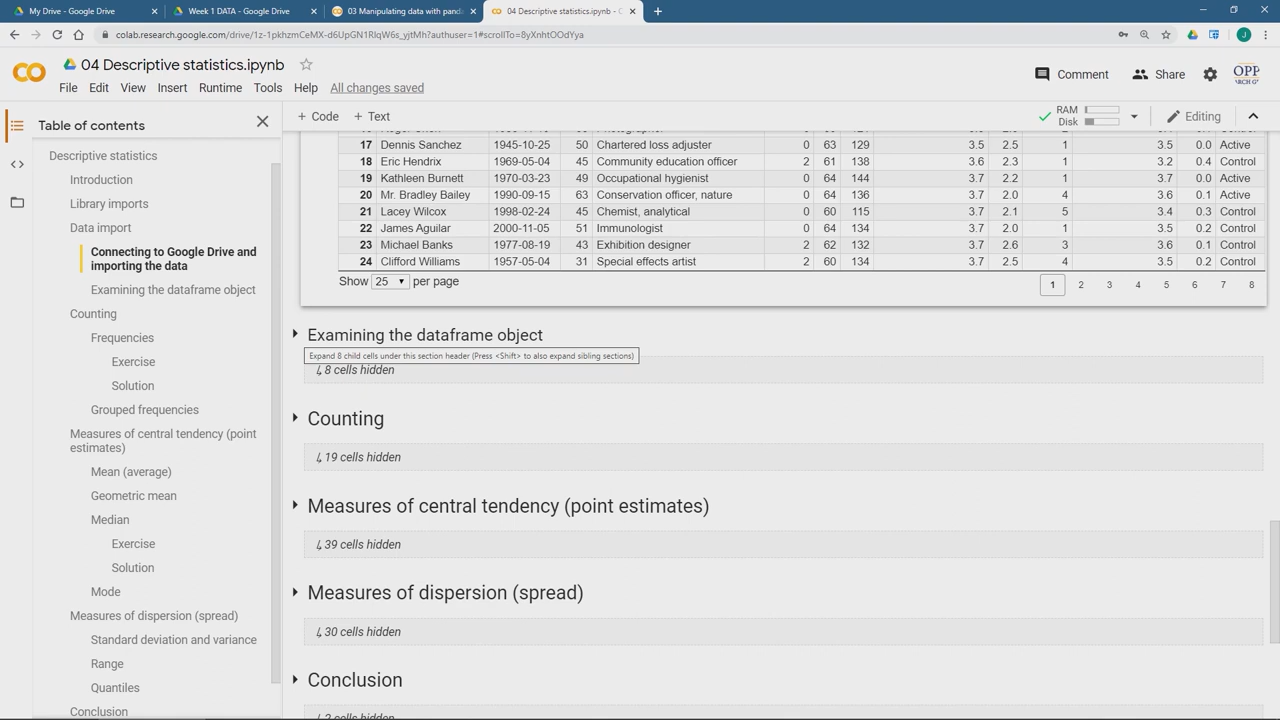 My Drive - Google Drive
Week 1 DATA - Google Drive
03 Manipulating data with panda
04 Descriptive statistics.ipynb - C
colab.research.google.com/drive/1z-1pkhzmCeMX-d6UpGN1RIqW6s_yjtMh?authuser=1#scrollTo=8yXnhtOOdYya
J
04 Descriptive statistics.ipynb
File Edit View Insert Runtime Tools Help All changes saved
Comment Share OPP
Table of contents
+ Code + Text
RAM
Disk
Editing
Descriptive statistics
Introduction
Library imports
Data import
Connecting to Google Drive and
importing the data
Examining the dataframe object
Counting
Frequencies
Exercise
Solution
Grouped frequencies
Measures of central tendency (point
estimates)
Mean (average)
Geometric mean
Median
Exercise
Solution
Mode
Measures of dispersion (spread)
Standard deviation and variance
Range
Quantiles
Conclusion
17 Dennis Sanchez 1945-10-25 50 Chartered loss adjuster 0 63 129 3.5 2.5 1 3.5 0.0 Active
18 Eric Hendrix 1969-05-04 45 Community education officer 2 61 138 3.6 2.3 1 3.2 0.4 Control
19 Kathleen Burnett 1970-03-23 49 Occupational hygienist 0 64 144 3.7 2.2 1 3.7 0.0 Active
20 Mr. Bradley Bailey 1990-09-15 63 Conservation officer, nature 0 64 136 3.7 2.0 4 3.6 0.1 Active
21 Lacey Wilcox 1998-02-24 45 Chemist, analytical 0 60 115 3.7 2.1 5 3.4 0.3 Control
22 James Aguilar 2000-11-05 51 Immunologist 0 64 134 3.7 2.0 1 3.5 0.2 Control
23 Michael Banks 1977-08-19 43 Exhibition designer 2 62 132 3.7 2.6 3 3.6 0.1 Control
24 Clifford Williams 1957-05-04 31 Special effects artist 2 60 134 3.7 2.5 4 3.5 0.2 Control
Show 25 per page
1 2 3 4 5 6 7 8
Examining the dataframe object
Expand 8 child cells under this section header (Press <Shift> to also expand sibling sections)
8 cells hidden
Counting
19 cells hidden
Measures of central tendency (point estimates)
39 cells hidden
Measures of dispersion (spread)
30 cells hidden
Conclusion
2 cells hidden